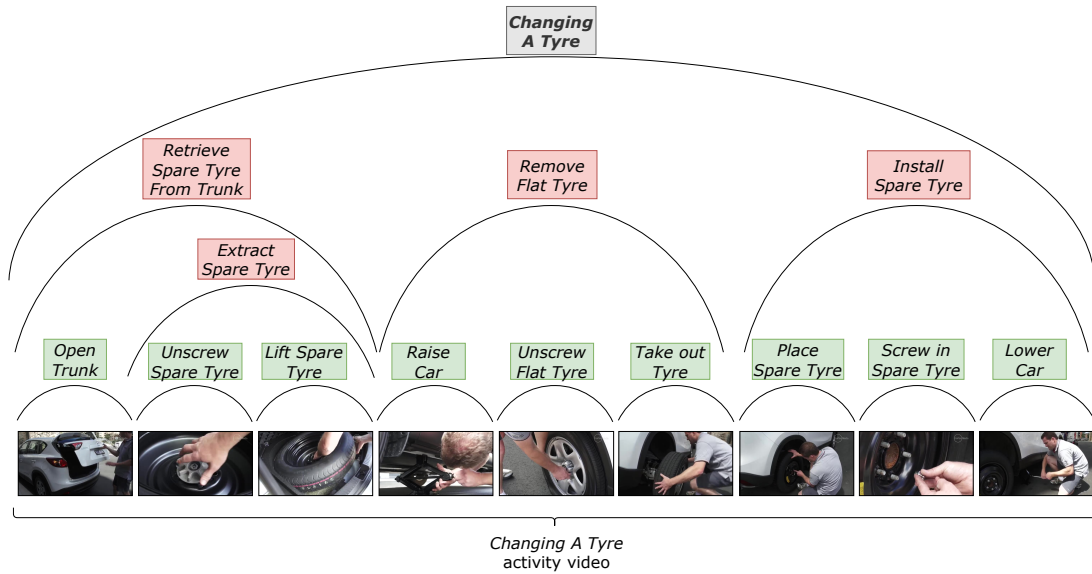 Changing
A Tyre
Retrieve
Spare Tyre
From Trunk
Remove
Flat Tyre
Install
Spare Tyre
Extract
Spare Tyre
Open
Trunk
Unscrew
Spare Tyre
Lift Spare
Tyre
Raise
Car
Unscrew
Flat Tyre
Take out
Tyre
Place
Spare Tyre
Screw in
Spare Tyre
Lower
Car
Changing A Tyre
activity video